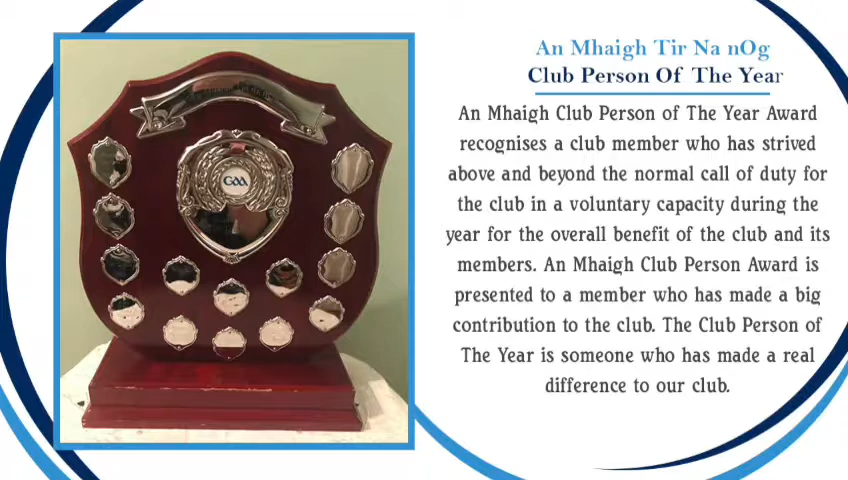 An Mhaigh Tir Na nOg
Club Person Of The Year
An Mhaigh Club Person of The Year Award
recognises a club member who has strived
above and beyond the normal call of duty for
the club in a voluntary capacity during the
year for the overall benefit of the club and its
members. An Mhaigh Club Person Award is
presented to a member who has made a big
contribution to the club. The Club Person of
The Year is someone who has made a real
difference to our club.
GAA